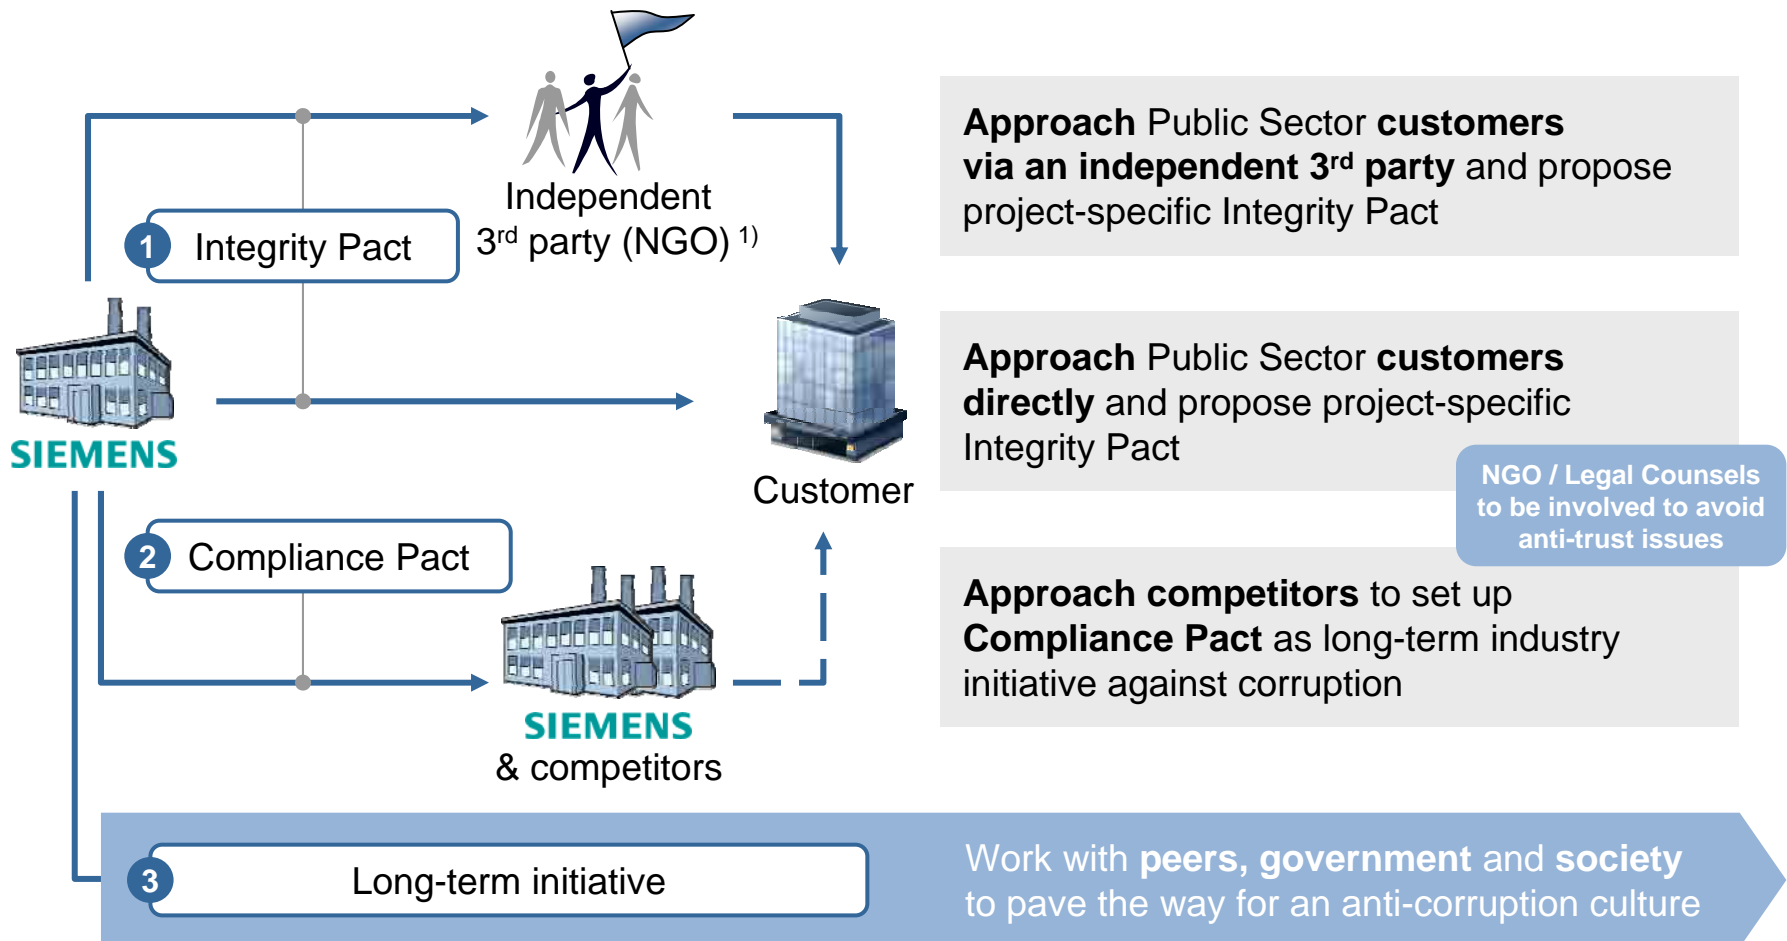 Independent
3rd party (NGO) 1)
1 Integrity Pact
SIEMENS
Customer
2 Compliance Pact
SIEMENS
& competitors
Approach Public Sector customers
via an independent 3rd party and propose
project-specific Integrity Pact
Approach Public Sector customers
directly and propose project-specific
Integrity Pact
NGO / Legal Counsels
to be involved to avoid
anti-trust issues
Approach competitors to set up
Compliance Pact as long-term industry
initiative against corruption
3 Long-term initiative
Work with peers, government and society
to pave the way for an anti-corruption culture